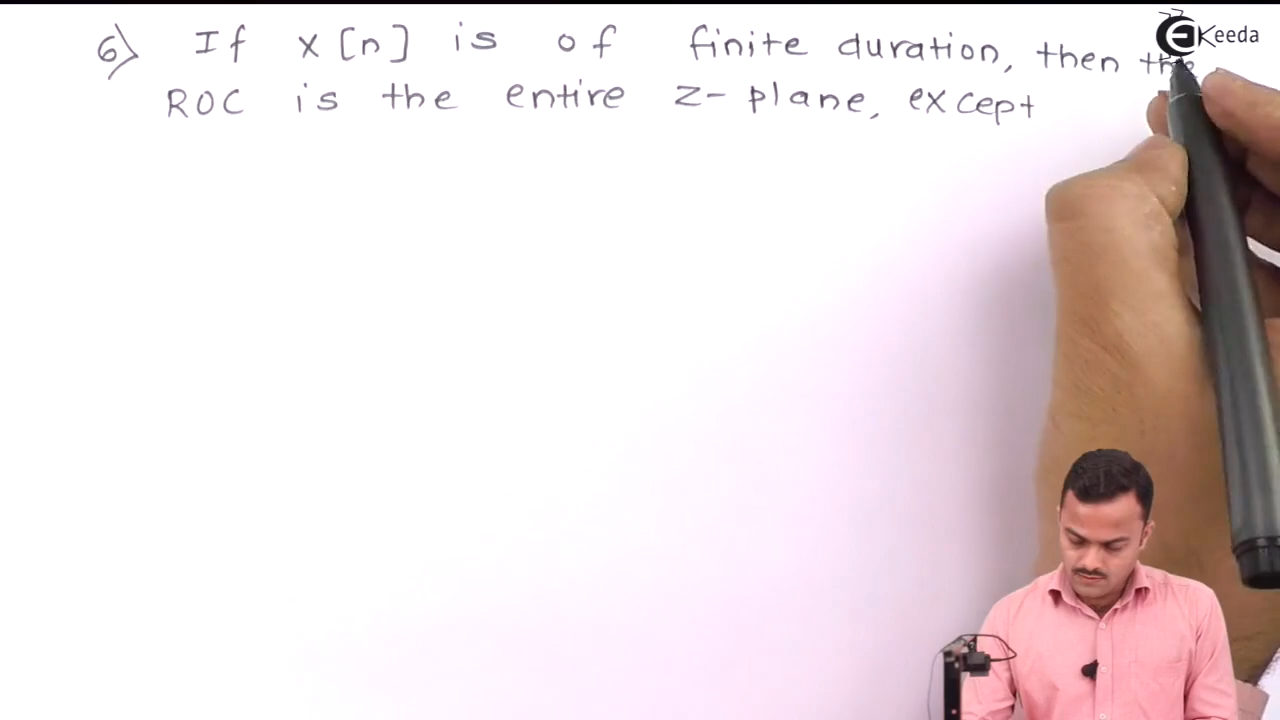 6) If x[n] is of finite duration, then the
ROC is the entire z-plane, except
EKeeda